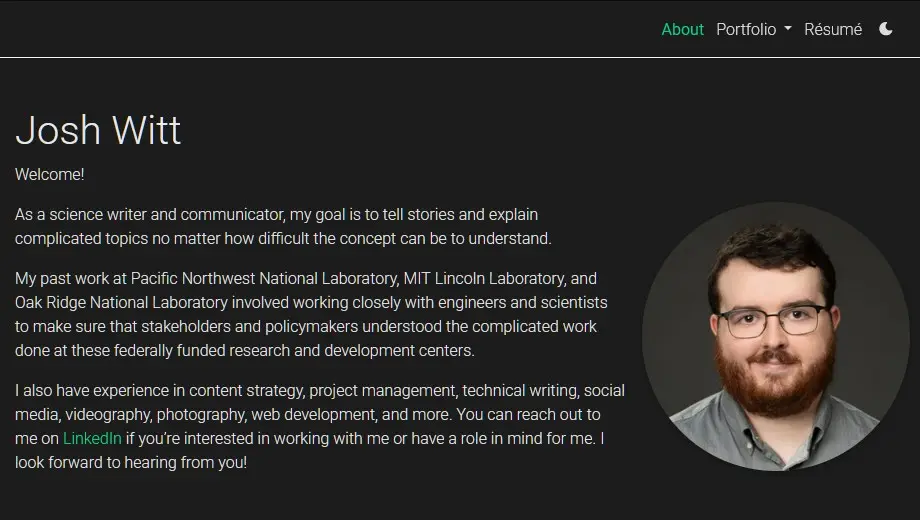 About Portfolio Résumé
Josh Witt
Welcome!
As a science writer and communicator, my goal is to tell stories and explain
complicated topics no matter how difficult the concept can be to understand.
My past work at Pacific Northwest National Laboratory, MIT Lincoln Laboratory, and
Oak Ridge National Laboratory involved working closely with engineers and scientists
to make sure that stakeholders and policymakers understood the complicated work
done at these federally funded research and development centers.
I also have experience in content strategy, project management, technical writing, social
media, videography, photography, web development, and more. You can reach out to
me on LinkedIn if you're interested in working with me or have a role in mind for me. I
look forward to hearing from you!